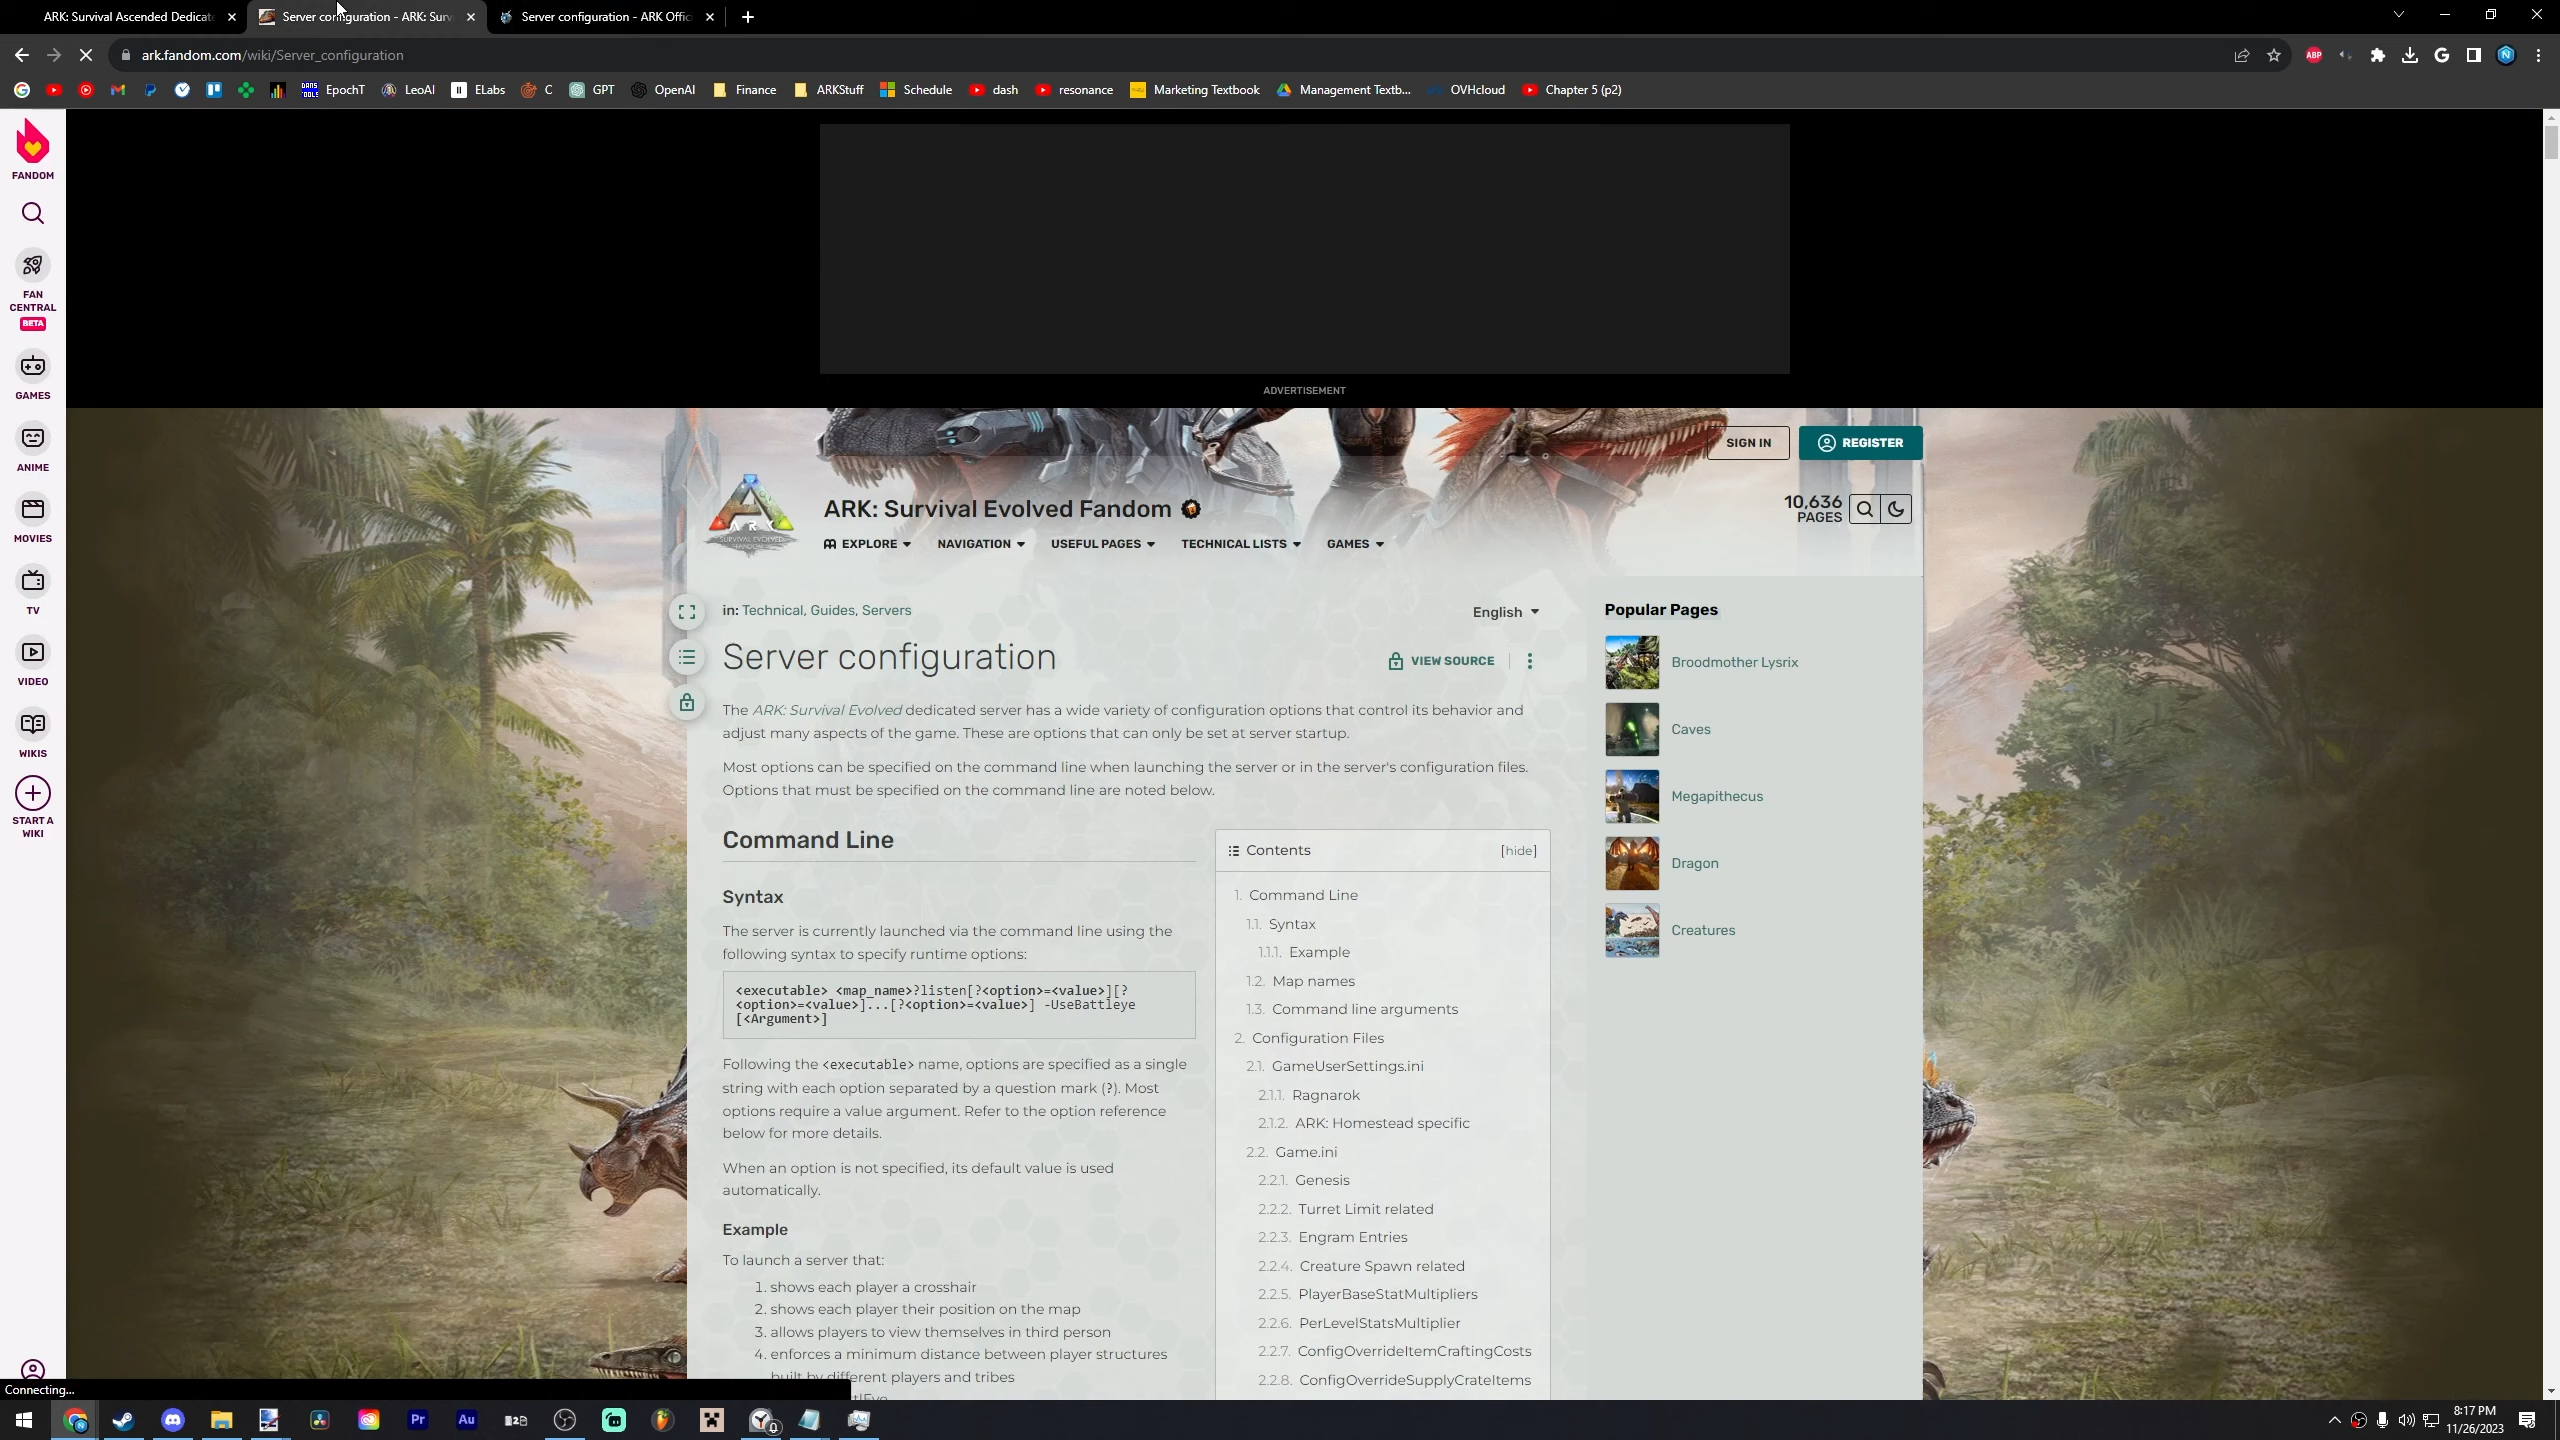 ARK: Survival Ascended Dedicate
Server configuration - ARK: Surv
Server configuration - ARK Offic
ark.fandom.com/wiki/Server_configuration
EpochT
LeoAI
ELabs
C
GPT
OpenAI
Finance
ARKStuff
Schedule
dash
resonance
Marketing Textbook
Management Textb...
OVHcloud
Chapter 5 (p2)
FANDOM
FAN
CENTRAL
BETA
GAMES
ANIME
MOVIES
TV
VIDEO
WIKIS
START A
WIKI
ADVERTISEMENT
SIGN IN
REGISTER
ARK: Survival Evolved Fandom
10,636
PAGES
EXPLORE
NAVIGATION
USEFUL PAGES
TECHNICAL LISTS
GAMES
in: Technical, Guides, Servers
English
Server configuration
VIEW SOURCE
The ARK: Survival Evolved dedicated server has a wide variety of configuration options that control its behavior and
adjust many aspects of the game. These are options that can only be set at server startup.
Most options can be specified on the command line when launching the server or in the server's configuration files.
Options that must be specified on the command line are noted below.
Command Line
Syntax
The server is currently launched via the command line using the
following syntax to specify runtime options:
<executable> <map_name>?listen[?<option>=<value>][?
<option>=<value>]...[?<option>=<value>] -UseBattleye
[<Argument>]
Following the <executable> name, options are specified as a single
string with each option separated by a question mark (?). Most
options require a value argument. Refer to the option reference
below for more details.
When an option is not specified, its default value is used
automatically.
Example
To launch a server that:
1. shows each player a crosshair
2. shows each player their position on the map
3. allows players to view themselves in third person
4. enforces a minimum distance between player structures
built by different players and tribes
Contents
[hide]
1. Command Line
1.1. Syntax
1.1.1. Example
1.2. Map names
1.3. Command line arguments
2. Configuration Files
2.1. GameUserSettings.ini
2.1.1. Ragnarok
2.1.2. ARK: Homestead specific
2.2. Game.ini
2.2.1. Genesis
2.2.2. Turret Limit related
2.2.3. Engram Entries
2.2.4. Creature Spawn related
2.2.5. PlayerBaseStatMultipliers
2.2.6. PerLevelStatsMultiplier
2.2.7. ConfigOverrideItemCraftingCosts
2.2.8. ConfigOverrideSupplyCrateItems
Popular Pages
Broodmother Lysrix
Caves
Megapithecus
Dragon
Creatures
Connecting...
8:17 PM
11/26/2023